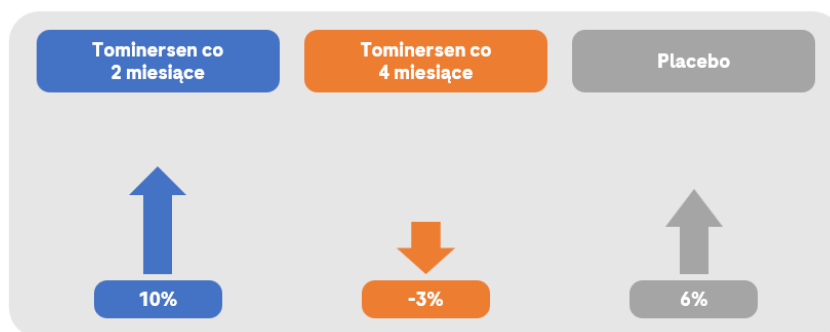 Tominersen co
2 miesiące
Tominersen co
4 miesiące
Placebo
10%
-3%
6%